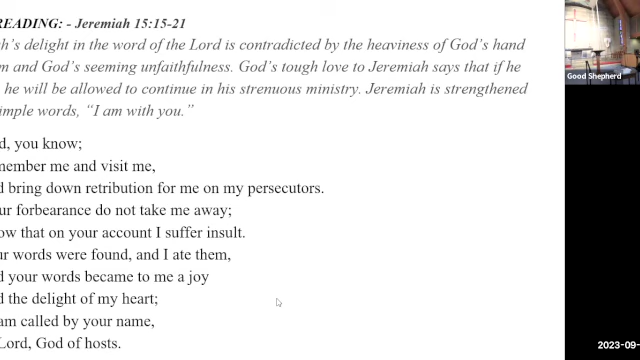 READING: - Jeremiah 15:15-21
h's delight in the word of the Lord is contradicted by the heaviness of God's hand
m and God's seeming unfaithfulness. God's tough love to Jeremiah says that if he
, he will be allowed to continue in his strenuous ministry. Jeremiah is strengthened
imple words, “I am with you.”
d, you know;
member me and visit me,
d bring down retribution for me on my persecutors.
ur forbearance do not take me away;
ow that on your account I suffer insult.
ur words were found, and I ate them,
d your words became to me a joy
d the delight of my heart;
am called by your name,
Lord, God of hosts.
Good Shepherd
2023-09-